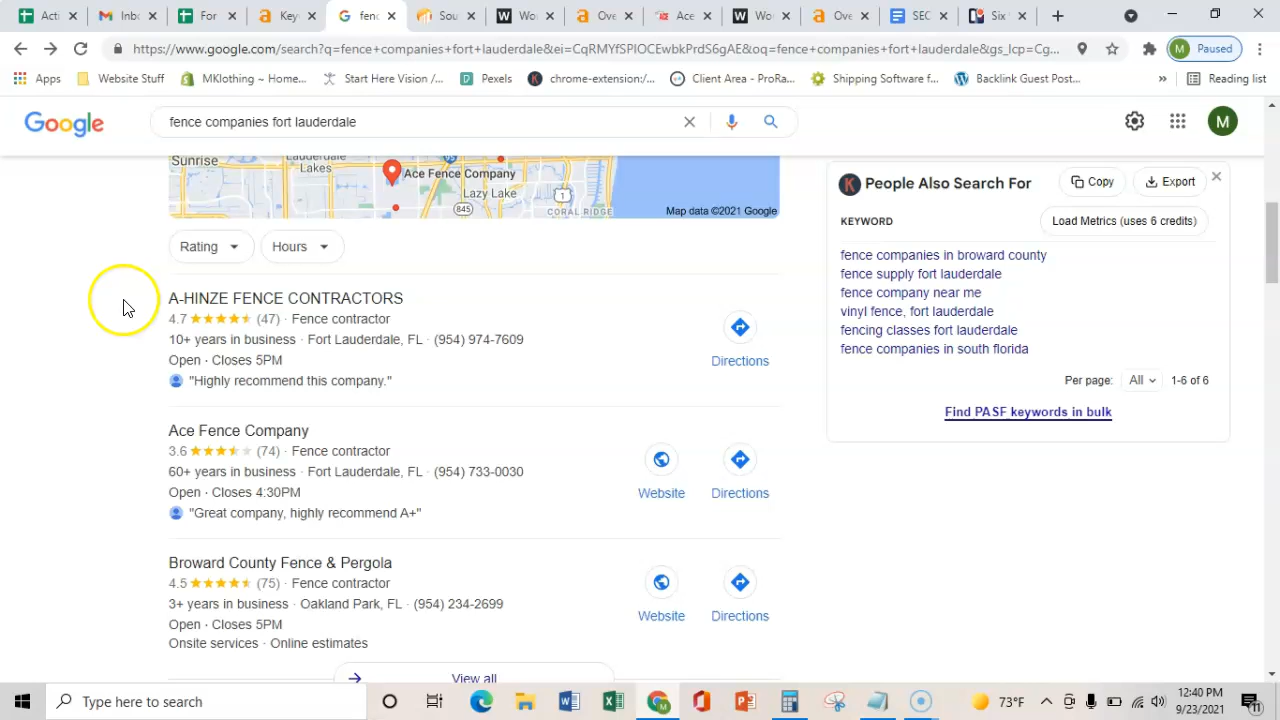 Acti
Inbo
For
Key
fenc
Sou
W
Ove
Ace
W
Ove
SEC
Six
https://www.google.com/search?q=fence+companies+fort+lauderdale&ei=CqRMYfSPIOCEwbkPrdS6gAE&oq=fence+companies+fort+lauderdale&gs_lcp=Cg...
M Paused
Apps
Website Stuff
MKlothing ~ Home...
Start Here Vision /...
Pexels
chrome-extension:/...
Client Area - ProRa...
Shipping Software f...
Backlink Guest Post...
»
Reading list
Google
fence companies fort lauderdale
M
Sunrise
Lauderdale
Lakes
95
Ace Fence Company
Lazy Lake
1
845
CORAL RIDGE
Map data ©2021 Google
Rating
Hours
A-HINZE FENCE CONTRACTORS
4.7 (47) · Fence contractor
10+ years in business · Fort Lauderdale, FL · (954) 974-7609
Open · Closes 5PM
"Highly recommend this company."
Directions
Ace Fence Company
3.6 (74) · Fence contractor
60+ years in business · Fort Lauderdale, FL · (954) 733-0030
Open · Closes 4:30PM
"Great company, highly recommend A+"
Website
Directions
Broward County Fence & Pergola
4.5 (75) · Fence contractor
3+ years in business · Oakland Park, FL · (954) 234-2699
Open · Closes 5PM
Onsite services · Online estimates
Website
Directions
View all
K People Also Search For
Copy
Export
KEYWORD
Load Metrics (uses 6 credits)
fence companies in broward county
fence supply fort lauderdale
fence company near me
vinyl fence, fort lauderdale
fencing classes fort lauderdale
fence companies in south florida
Per page: All 1-6 of 6
Find PASF keywords in bulk
Type here to search
73°F
12:40 PM
9/23/2021